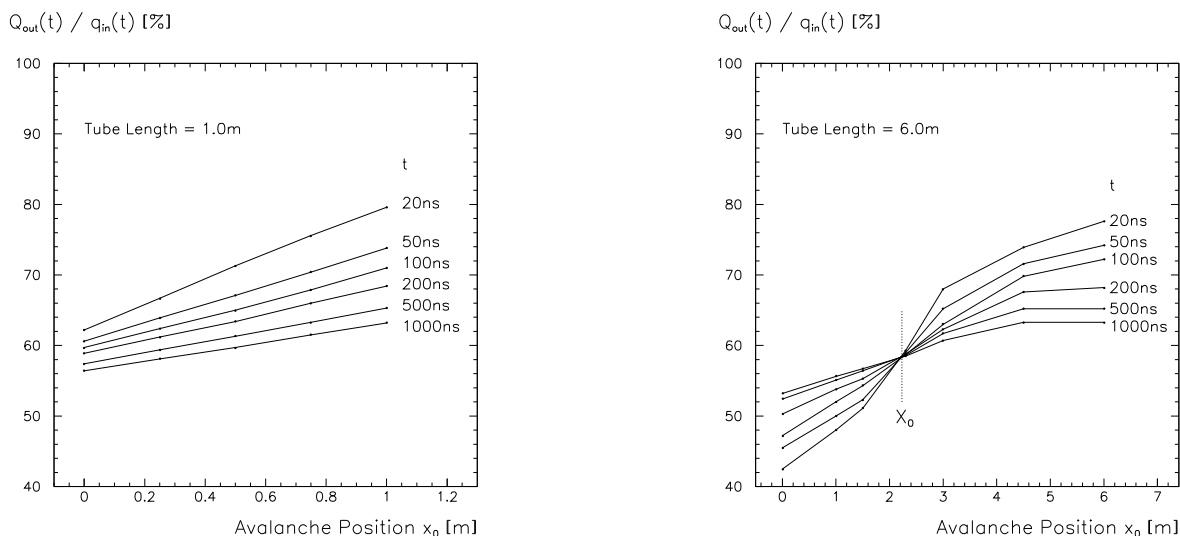 Q_out(t) / q_in(t) [%]
100
90
80
70
60
50
40
Tube Length = 1.0m
t
20ns
50ns
100ns
200ns
500ns
1000ns
0 0.2 0.4 0.6 0.8 1 1.2
Avalanche Position x_0 [m]
Q_out(t) / q_in(t) [%]
100
90
80
70
60
50
40
Tube Length = 6.0m
t
20ns
50ns
100ns
200ns
500ns
1000ns
X_0
0 1 2 3 4 5 6 7
Avalanche Position x_0 [m]